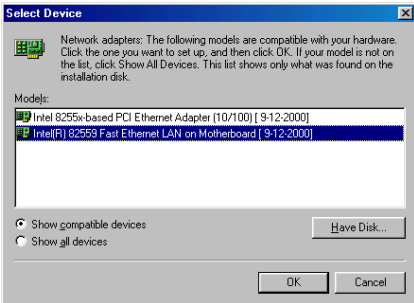 Select Device
Network adapters: The following models are compatible with your hardware.
Click the one you want to set up, and then click OK. If your model is not on
the list, click Show All Devices. This list shows only what was found on the
installation disk.
Models:
Intel 8255x-based PCI Ethernet Adapter (10/100) [ 9-12-2000]
Intel(R) 82559 Fast Ethernet LAN on Motherboard [ 9-12-2000]
Show compatible devices
Have Disk...
Show all devices
OK
Cancel